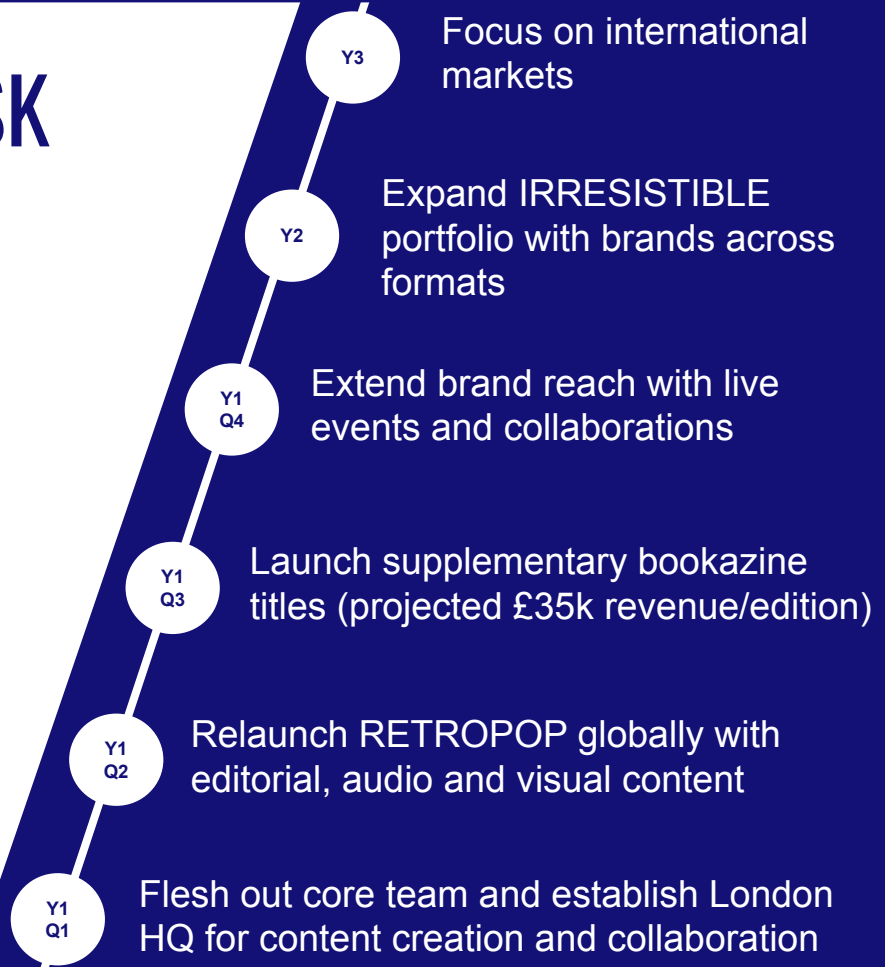 SK
Y3
Focus on international
markets
Y2
Expand IRRESISTIBLE
portfolio with brands across
formats
Y1
Q4
Extend brand reach with live
events and collaborations
Y1
Q3
Launch supplementary bookazine
titles (projected £35k revenue/edition)
Y1
Q2
Relaunch RETROPOP globally with
editorial, audio and visual content
Y1
Q1
Flesh out core team and establish London
HQ for content creation and collaboration